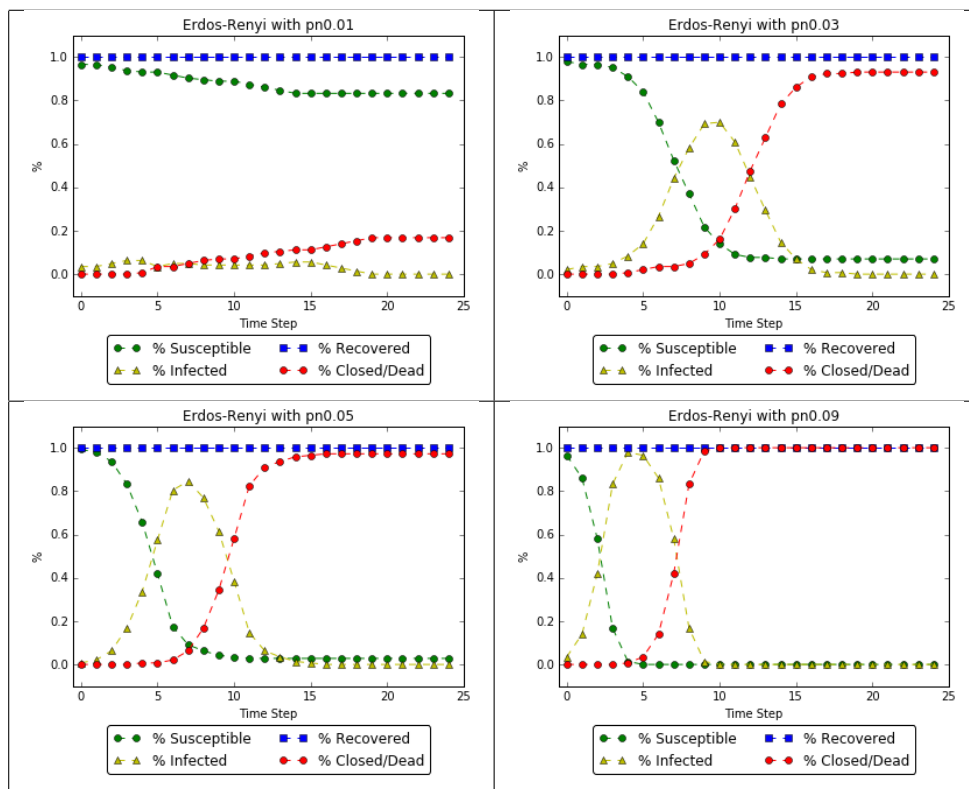 Erdos-Renyi with pn0.01
1.0
0.8
0.6
0.4
0.2
0.0
%
0 5 10 15 20 25
Time Step
% Susceptible % Recovered
% Infected % Closed/Dead
Erdos-Renyi with pn0.03
1.0
0.8
0.6
0.4
0.2
0.0
%
0 5 10 15 20 25
Time Step
% Susceptible % Recovered
% Infected % Closed/Dead
Erdos-Renyi with pn0.05
1.0
0.8
0.6
0.4
0.2
0.0
%
0 5 10 15 20 25
Time Step
% Susceptible % Recovered
% Infected % Closed/Dead
Erdos-Renyi with pn0.09
1.0
0.8
0.6
0.4
0.2
0.0
%
0 5 10 15 20 25
Time Step
% Susceptible % Recovered
% Infected % Closed/Dead